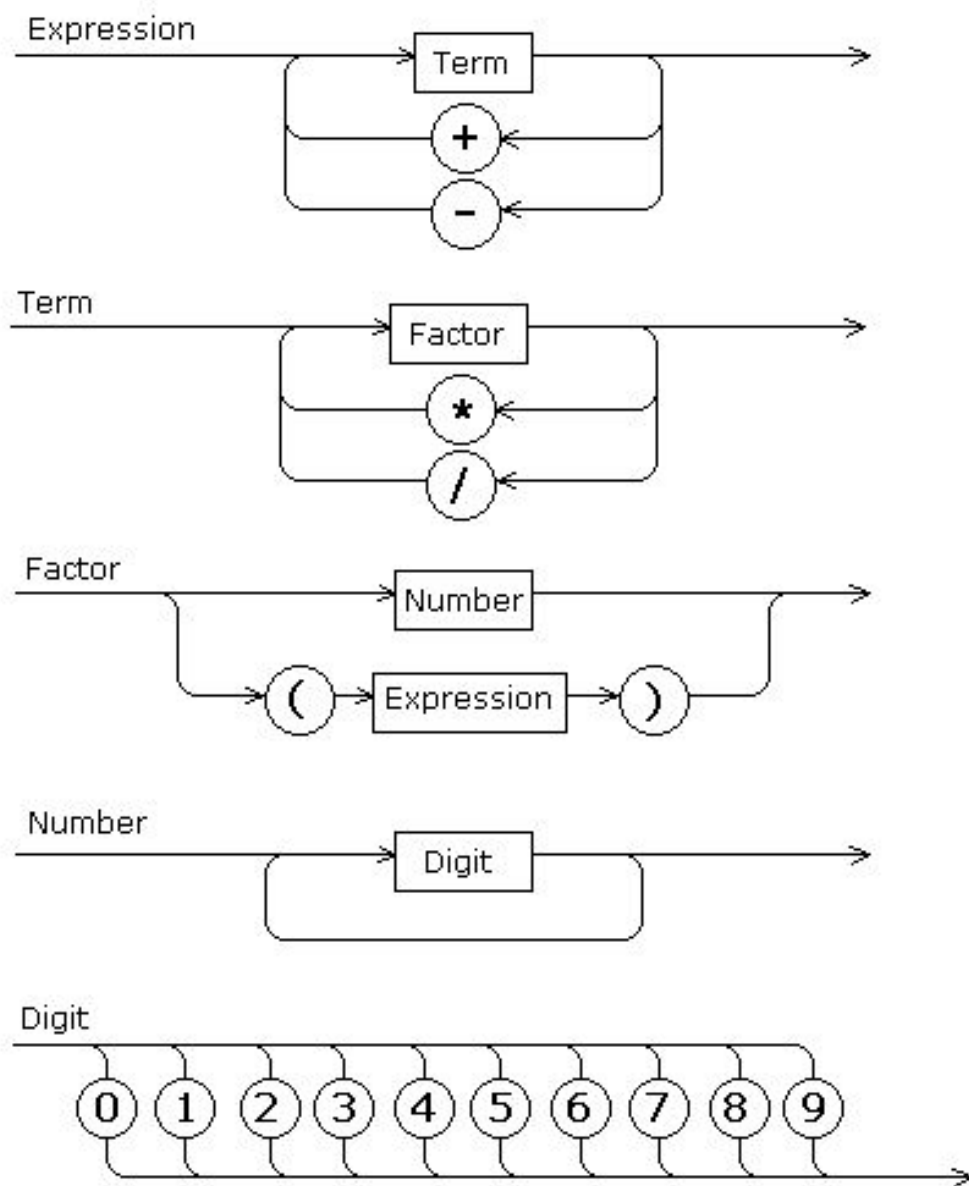 Expression
Term
+
-
Term
Factor
*
/
Factor
Number
( Expression )
Number
Digit
Digit
0 1 2 3 4 5 6 7 8 9